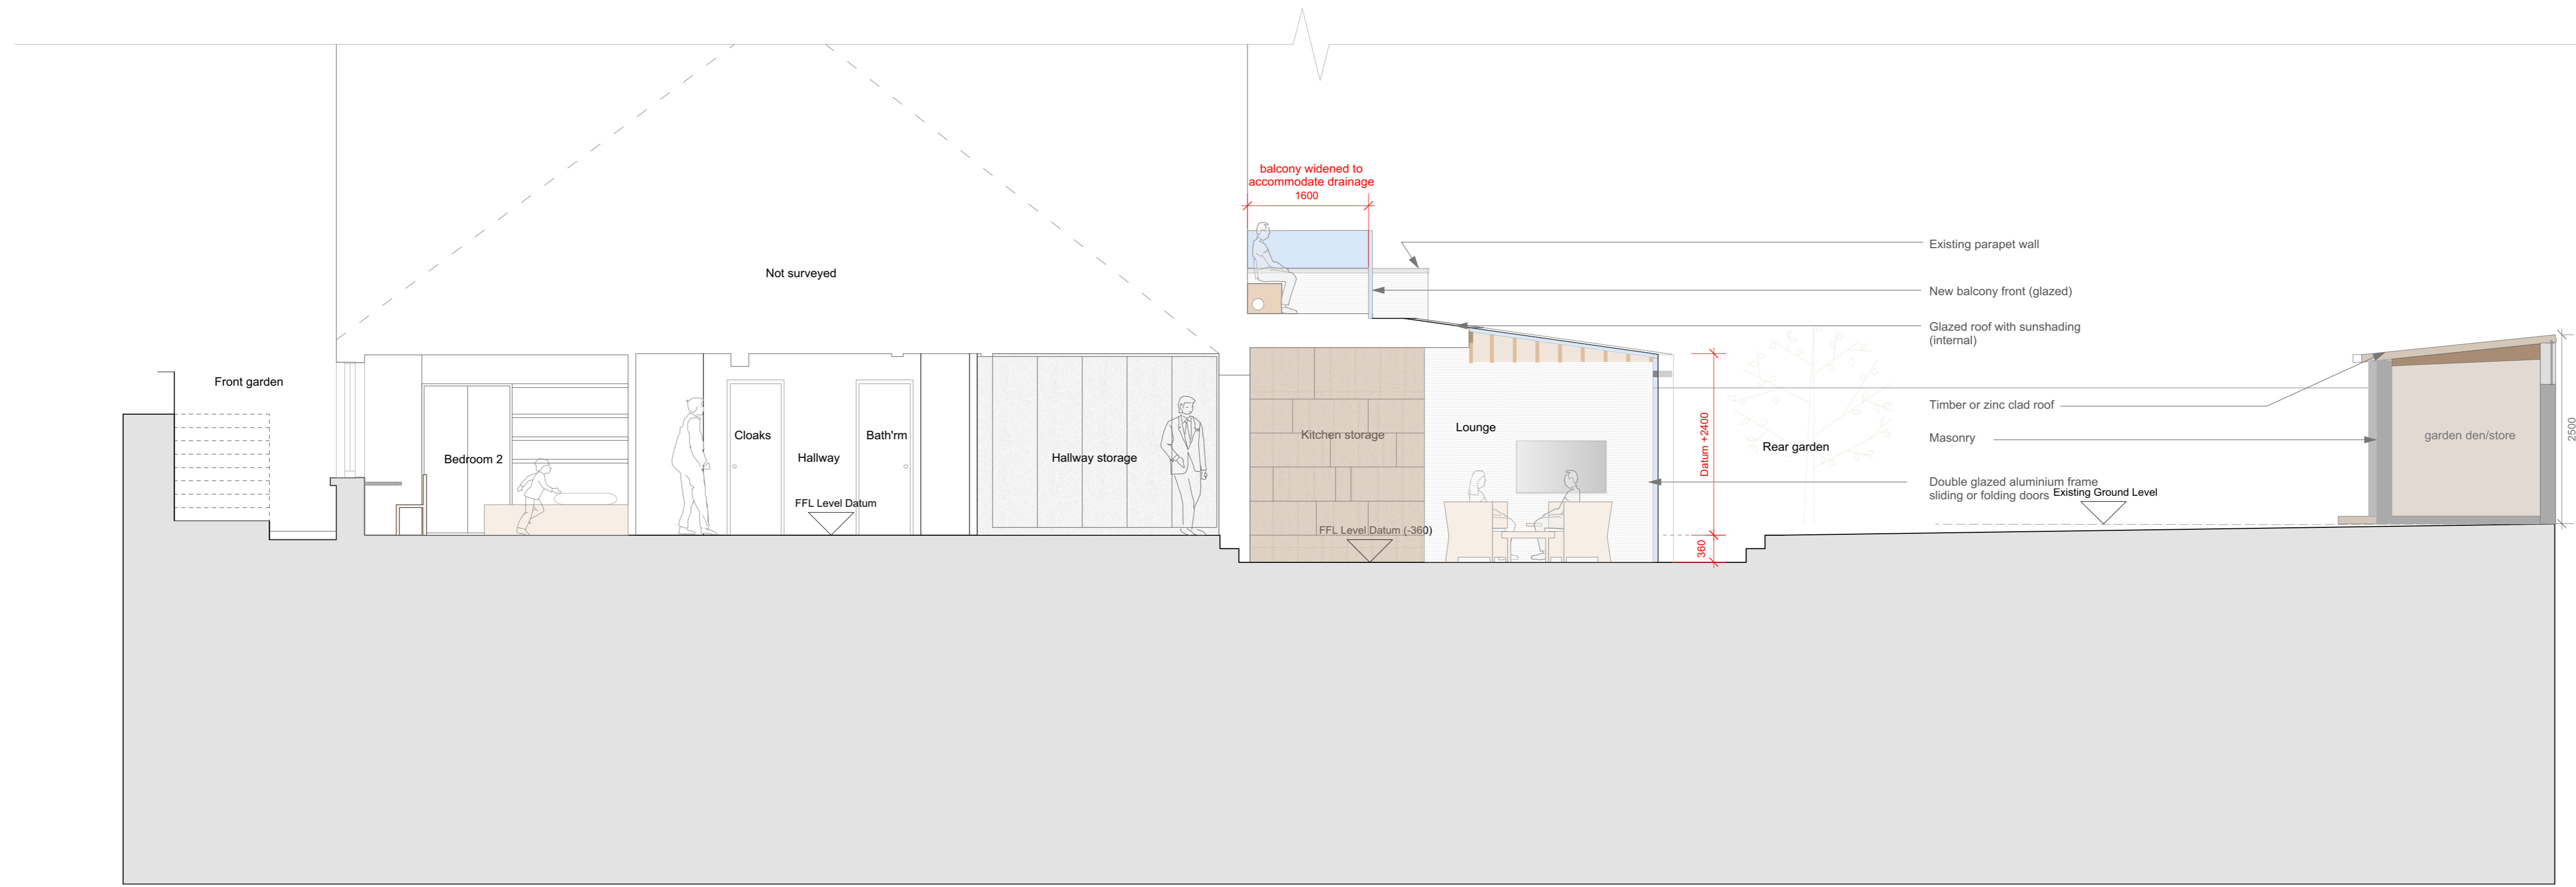 balcony widened to
accommodate drainage
1600
Existing parapet wall
New balcony front (glazed)
Not surveyed
Glazed roof with sunshading
(internal)
Front garden
Timber or zinc clad roof
Datum +2400
2500
Cloaks
Bath'rm
Kitchen storage
Lounge
Masonry
garden den/store
Rear garden
Bedroom 2
Hallway
Hallway storage
Double glazed aluminium frame
sliding or folding doors
Existing Ground Level
FFL Level Datum
FFL Level Datum (-360)
360